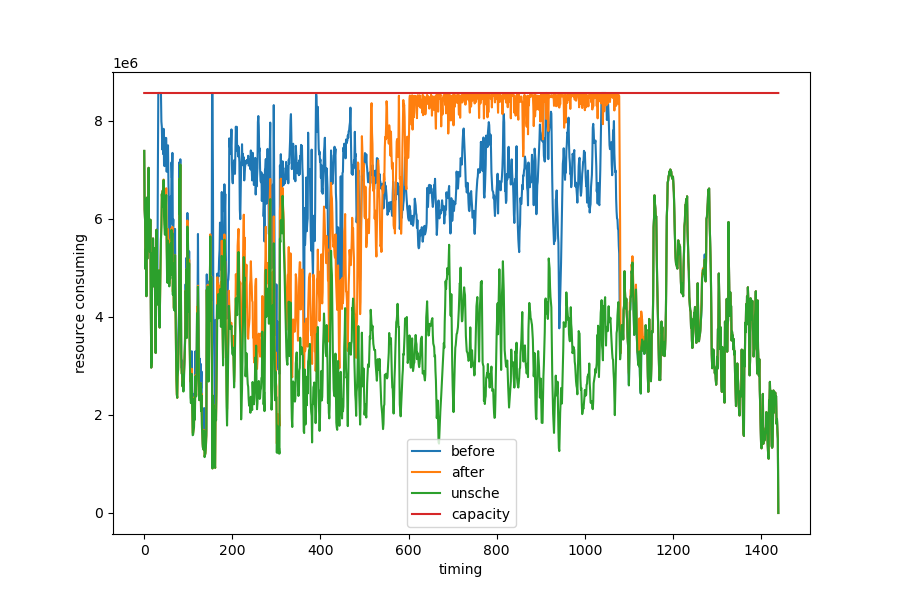 1e6
8
6
4
2
0
resource consuming
before
after
unsche
capacity
0 200 400 600 800 1000 1200 1400
timing